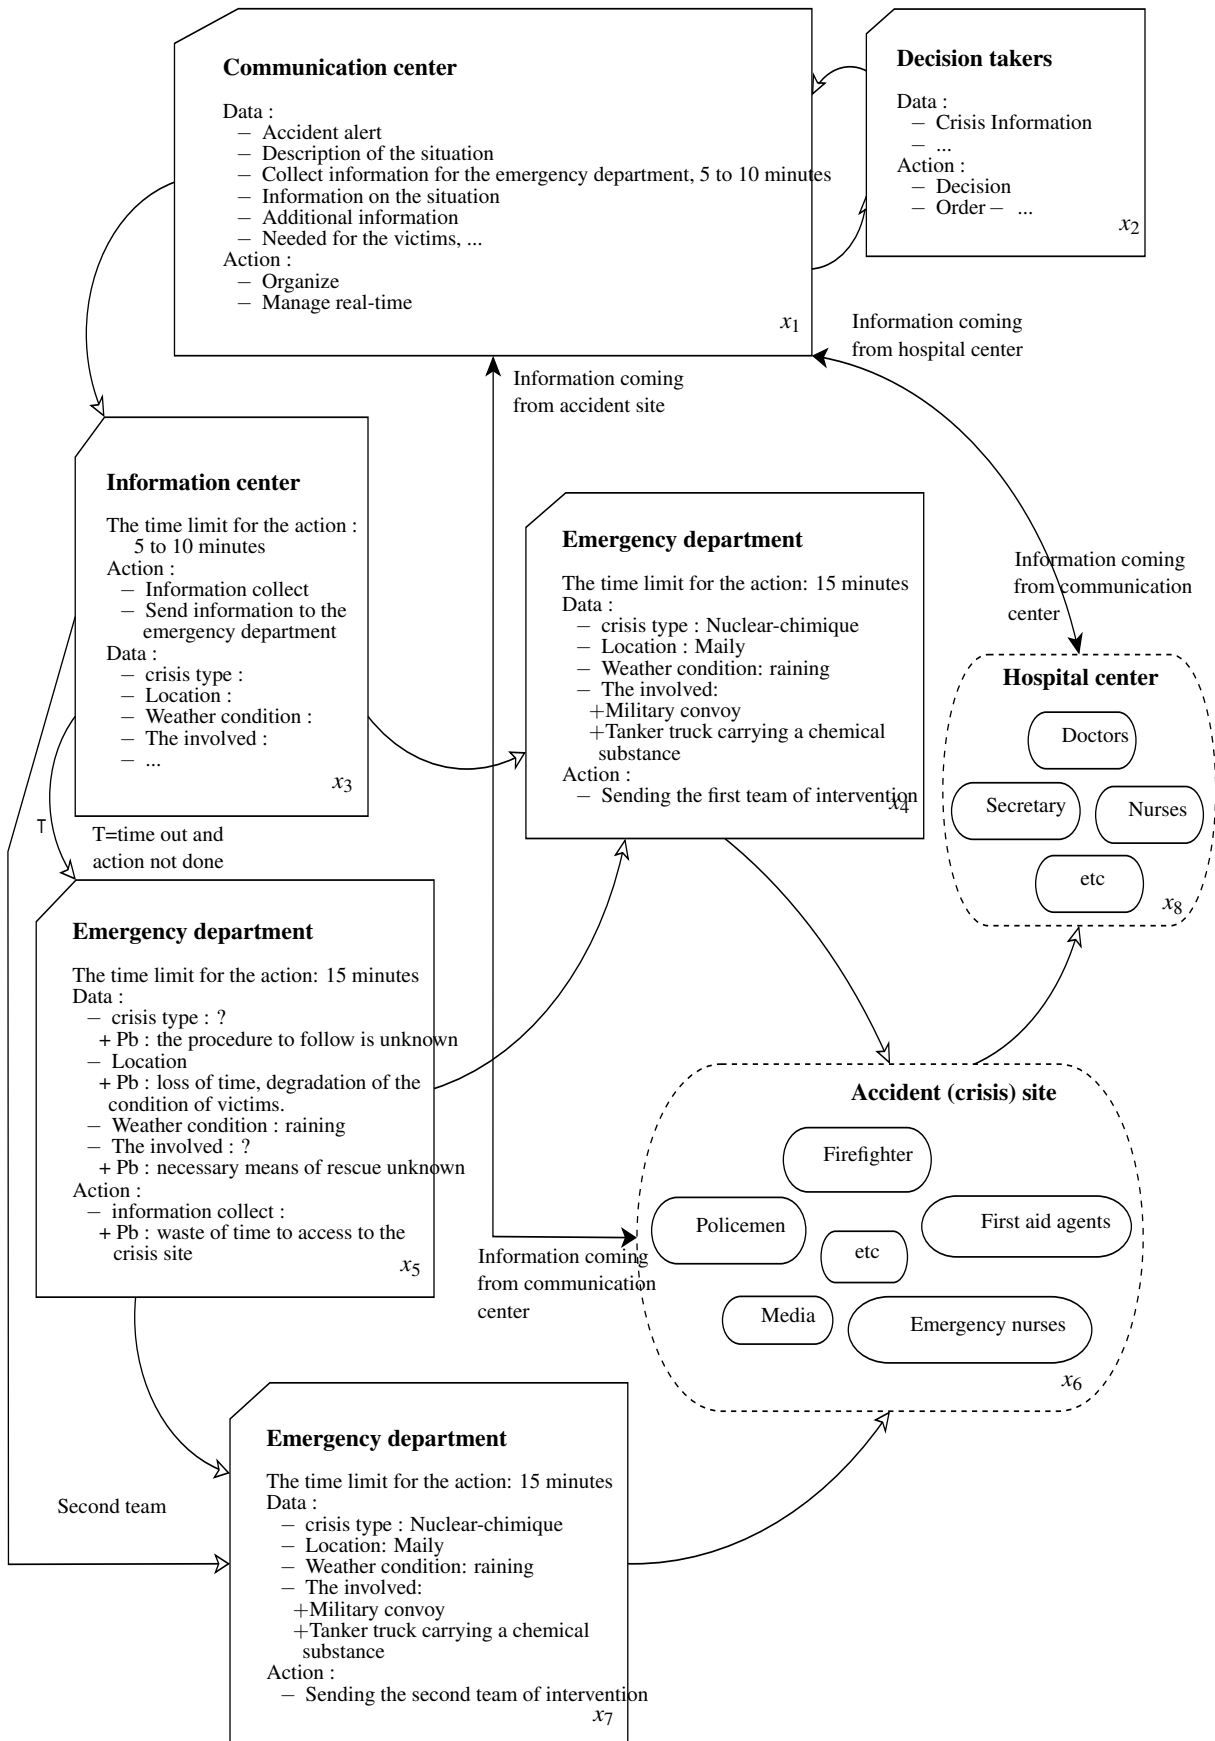 Communication center
Data :
− Accident alert
− Description of the situation
− Collect information for the emergency department, 5 to 10 minutes
− Information on the situation
− Additional information
− Needed for the victims, ...
Action :
− Organize
− Manage real-time
x1
Decision takers
Data :
− Crisis Information
− ...
Action :
− Decision
− Order − ...
x2
Information coming
from hospital center
Information coming
from accident site
Information center
The time limit for the action :
5 to 10 minutes
Action :
− Information collect
− Send information to the
emergency department
Data :
− crisis type :
− Location :
− Weather condition :
− The involved :
− ...
x3
Emergency department
The time limit for the action: 15 minutes
Data :
− crisis type : Nuclear-chimique
− Location : Maily
− Weather condition: raining
− The involved:
+Military convoy
+Tanker truck carrying a chemical
substance
Action :
− Sending the first team of intervention
x4
Information coming
from communication
center
Hospital center
Doctors
Secretary
Nurses
etc
x8
T
T=time out and
action not done
Emergency department
The time limit for the action: 15 minutes
Data :
− crisis type : ?
+ Pb : the procedure to follow is unknown
− Location
+ Pb : loss of time, degradation of the
condition of victims.
− Weather condition : raining
− The involved : ?
+ Pb : necessary means of rescue unknown
Action :
− information collect :
+ Pb : waste of time to access to the
crisis site
x5
Accident (crisis) site
Firefighter
Policemen
First aid agents
etc
Media
Emergency nurses
x6
Information coming
from communication
center
Second team
Emergency department
The time limit for the action: 15 minutes
Data :
− crisis type : Nuclear-chimique
− Location: Maily
− Weather condition: raining
− The involved:
+Military convoy
+Tanker truck carrying a chemical
substance
Action :
− Sending the second team of intervention
x7